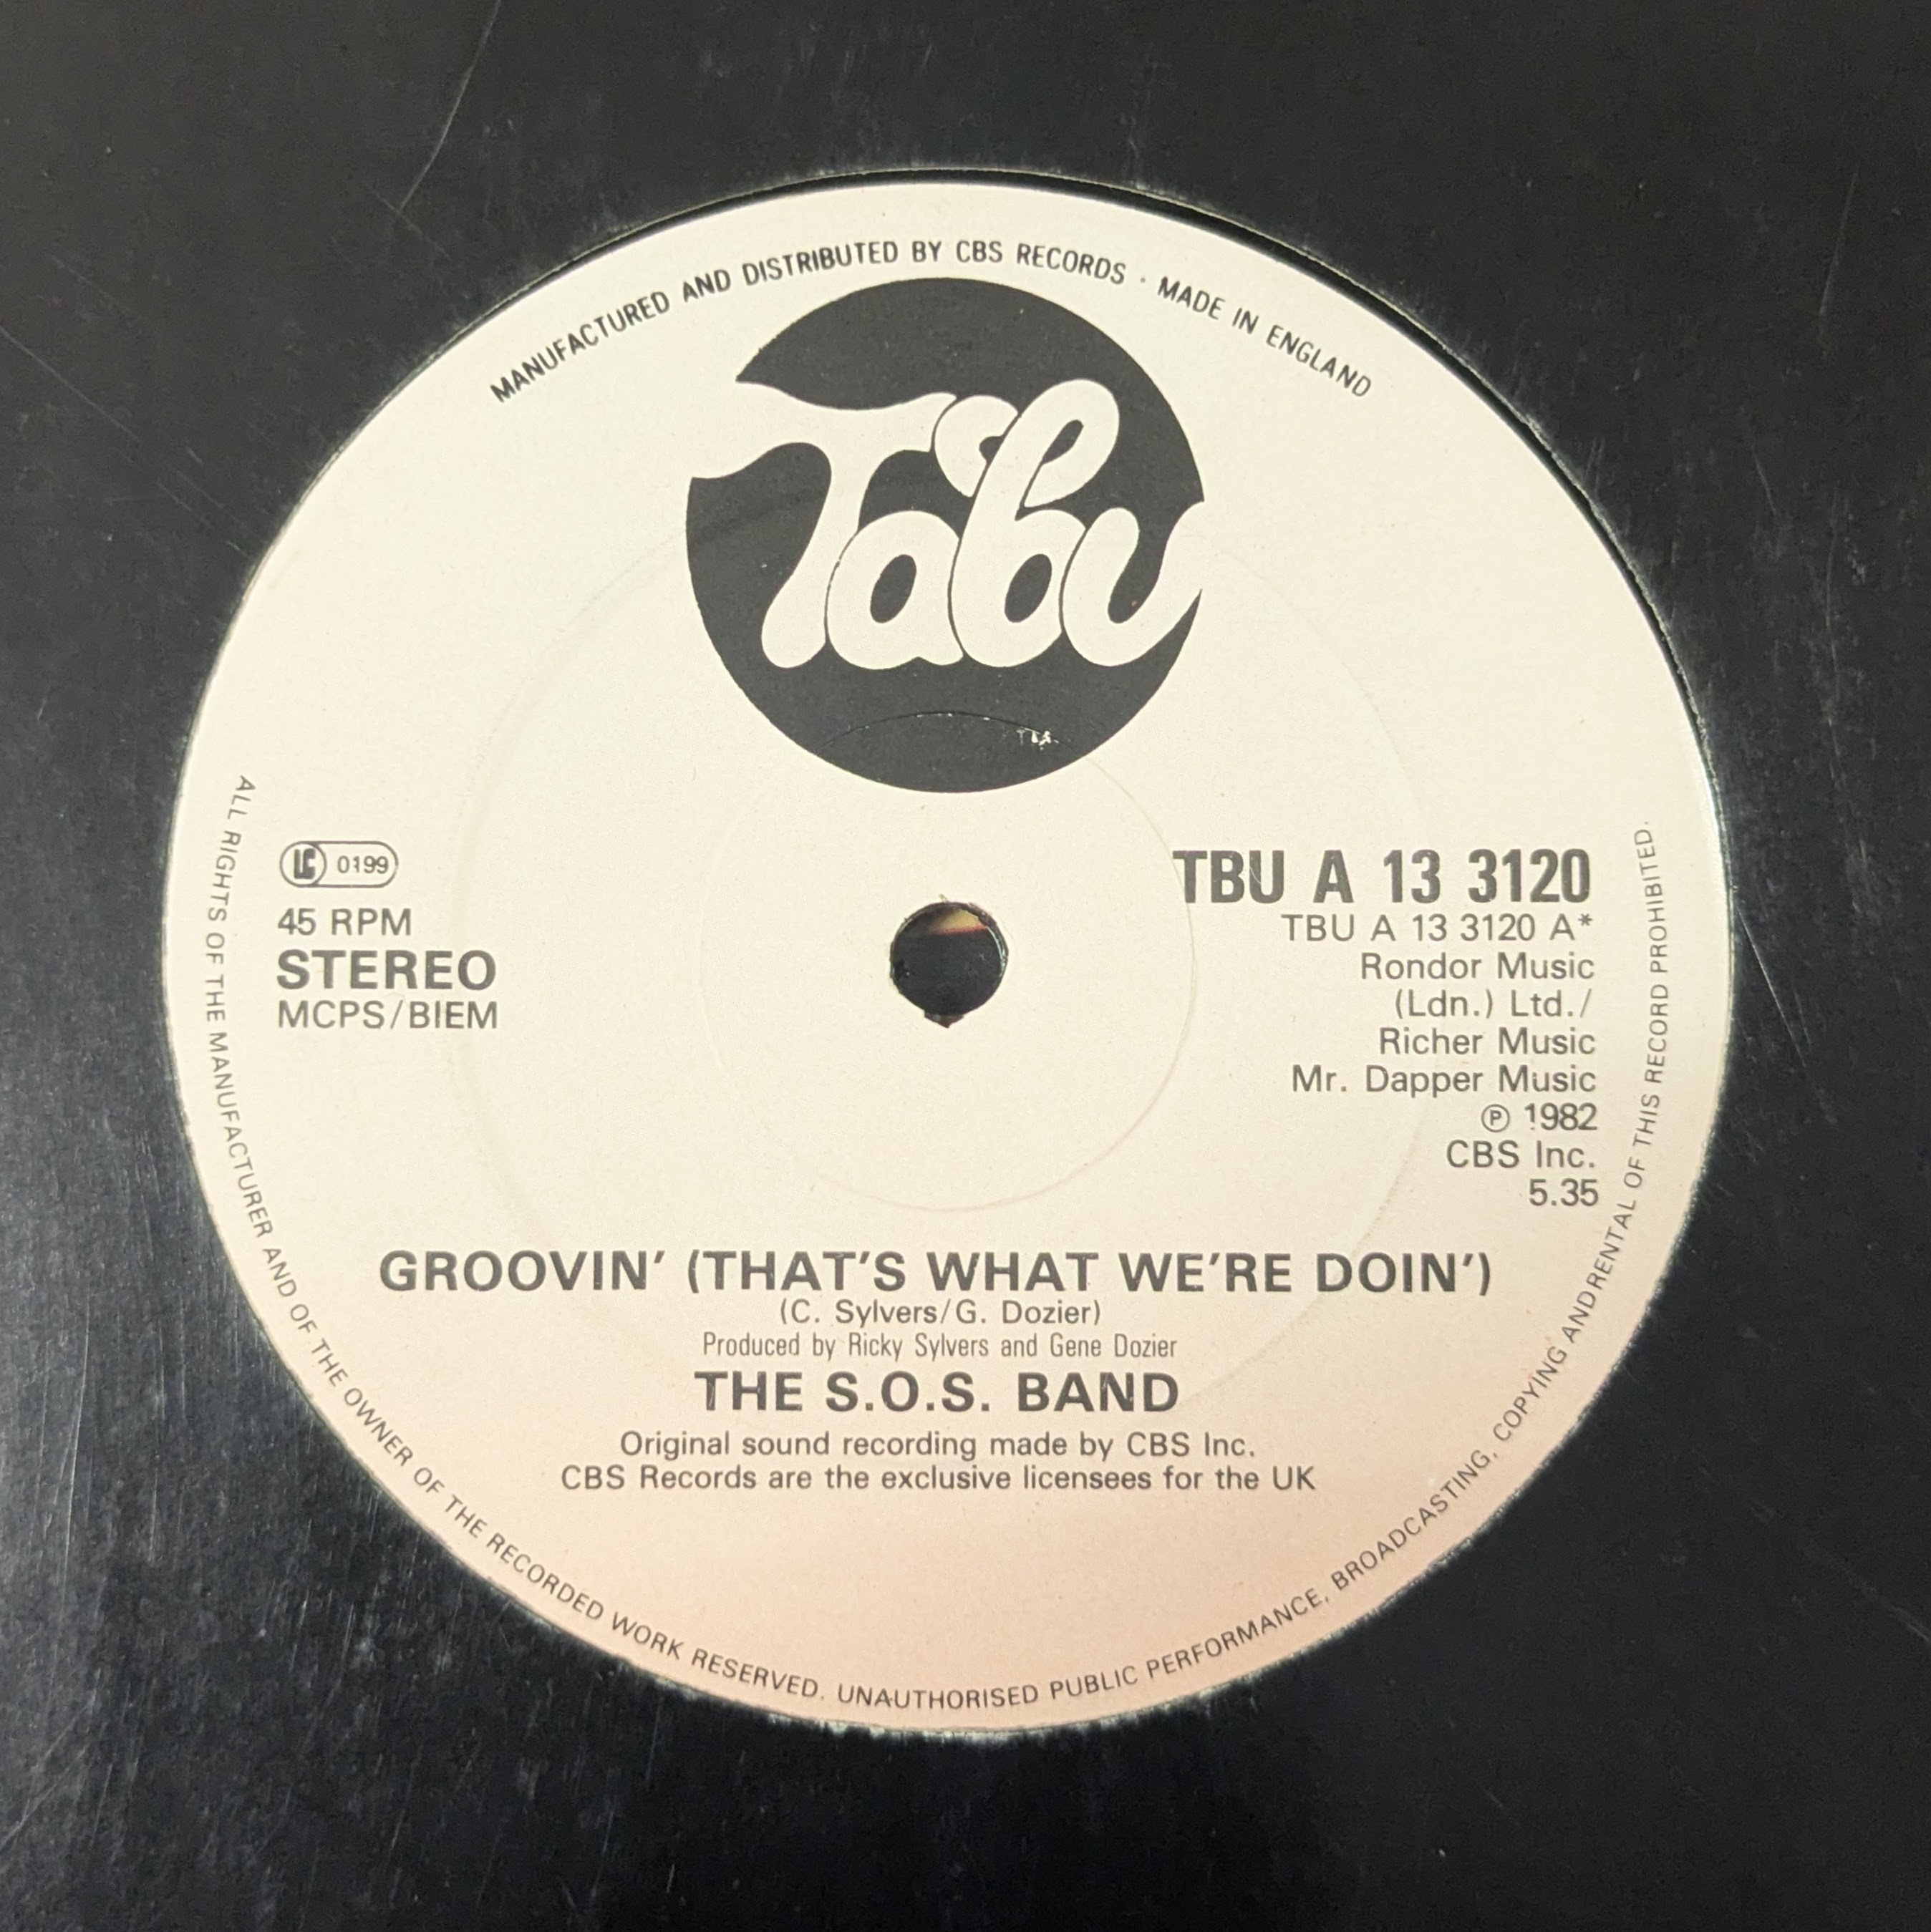 MANUFACTURED AND DISTRIBUTED BY CBS RECORDS · MADE IN ENGLAND
Tabu
LC 0199
45 RPM
STEREO
MCPS/BIEM
TBU A 13 3120
TBU A 13 3120 A*
Rondor Music
(Ldn.) Ltd./
Richer Music
Mr. Dapper Music
℗ 1982
CBS Inc.
5.35
GROOVIN' (THAT'S WHAT WE'RE DOIN')
(C. Sylvers/G. Dozier)
Produced by Ricky Sylvers and Gene Dozier
THE S.O.S. BAND
Original sound recording made by CBS Inc.
CBS Records are the exclusive licensees for the UK
ALL RIGHTS OF THE MANUFACTURER AND OF THE OWNER OF THE RECORDED WORK RESERVED. UNAUTHORISED PUBLIC PERFORMANCE, BROADCASTING, COPYING AND RENTAL OF THIS RECORD PROHIBITED.